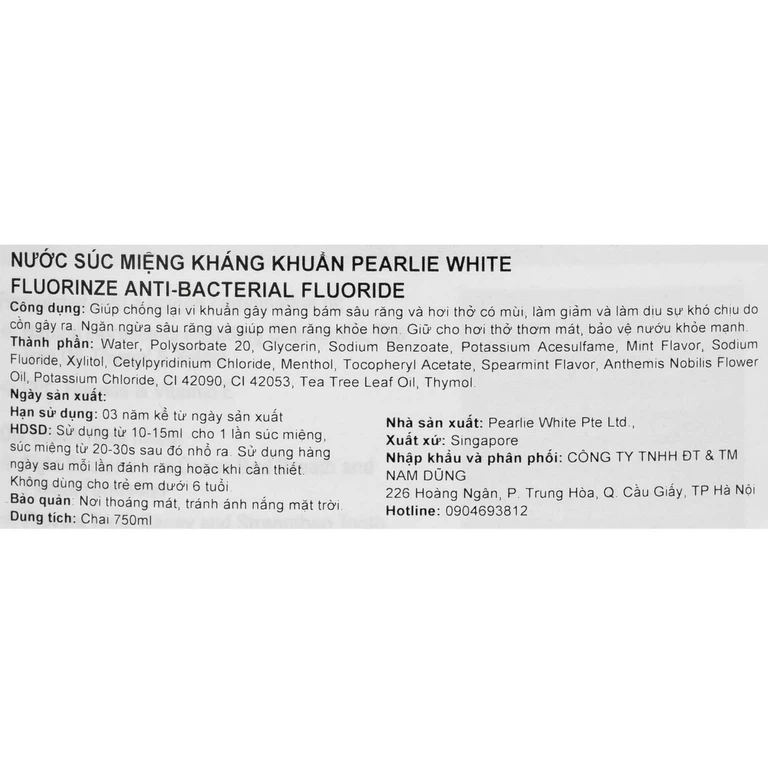 NƯỚC SÚC MIỆNG KHÁNG KHUẨN PEARLIE WHITE
FLUORINZE ANTI-BACTERIAL FLUORIDE
Công dụng: Giúp chống lại vi khuẩn gây mảng bám sâu răng và hơi thở có mùi, làm giảm và làm dịu sự khó chịu do
cồn gây ra. Ngăn ngừa sâu răng và giúp men răng khỏe hơn. Giữ cho hơi thở thơm mát, bảo vệ nướu khỏe mạnh.
Thành phần: Water, Polysorbate 20, Glycerin, Sodium Benzoate, Potassium Acesulfame, Mint Flavor, Sodium
Fluoride, Xylitol, Cetylpyridinium Chloride, Menthol, Tocopheryl Acetate, Spearmint Flavor, Anthemis Nobilis Flower
Oil, Potassium Chloride, CI 42090, CI 42053, Tea Tree Leaf Oil, Thymol.
Ngày sản xuất:
Hạn sử dụng: 03 năm kể từ ngày sản xuất
HDSD: Sử dụng từ 10-15ml cho 1 lần súc miệng,
súc miệng từ 20-30s sau đó nhổ ra. Sử dụng hàng
ngày sau mỗi lần đánh răng hoặc khi cần thiết.
Không dùng cho trẻ em dưới 6 tuổi.
Bảo quản: Nơi thoáng mát, tránh ánh nắng mặt trời.
Dung tích: Chai 750ml
Nhà sản xuất: Pearlie White Pte Ltd.,
Xuất xứ: Singapore
Nhập khẩu và phân phối: CÔNG TY TNHH ĐT & TM
NAM DŨNG
226 Hoàng Ngân, P. Trung Hòa, Q. Cầu Giấy, TP Hà Nội
Hotline: 0904693812